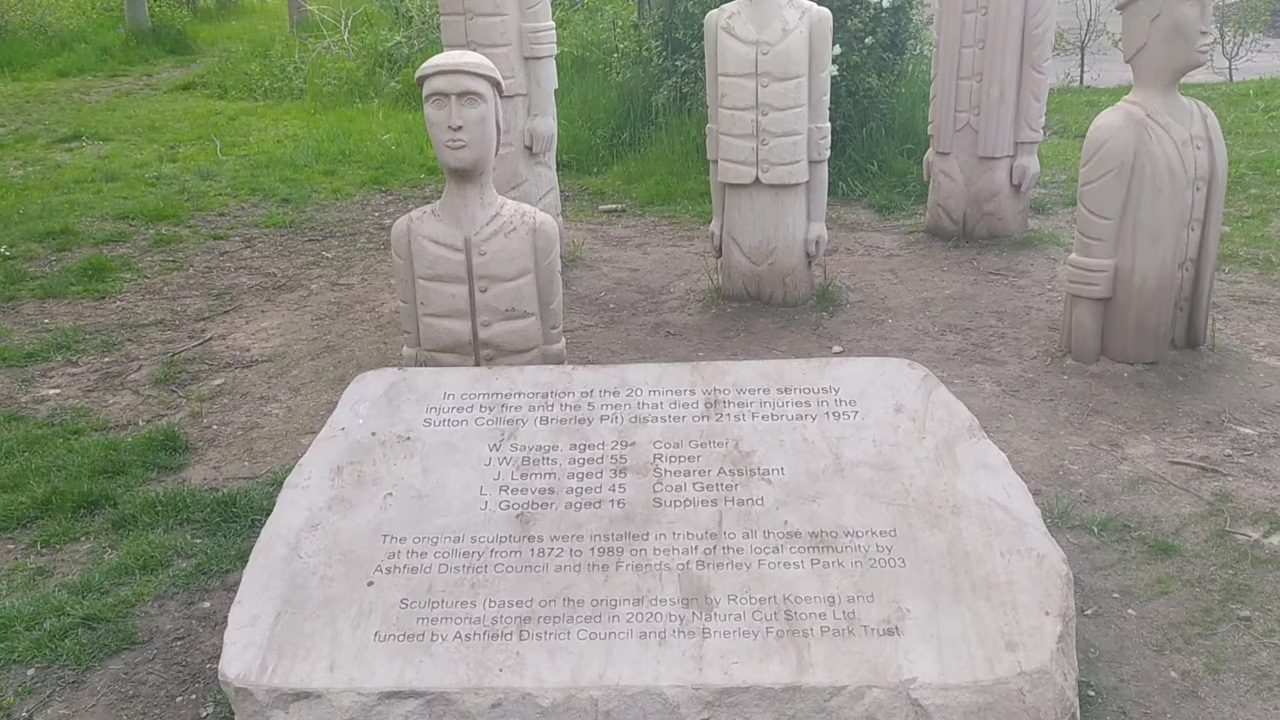 In commemoration of the 20 miners who were seriously
injured by fire and the 5 men that died of their injuries in the
Sutton Colliery (Brierley Pit) disaster on 21st February 1957.
W. Savage, aged 29 Coal Getter
J.W. Betts, aged 55 Ripper
J. Lemm, aged 35 Shearer Assistant
L. Reeves, aged 45 Coal Getter
J. Godber, aged 16 Supplies Hand
The original sculptures were installed in tribute to all those who worked
at the colliery from 1872 to 1989 on behalf of the local community by
Ashfield District Council and the Friends of Brierley Forest Park in 2003
Sculptures (based on the original design by Robert Koenig) and
memorial stone replaced in 2020 by Natural Cut Stone Ltd.
funded by Ashfield District Council and the Brierley Forest Park Trust.